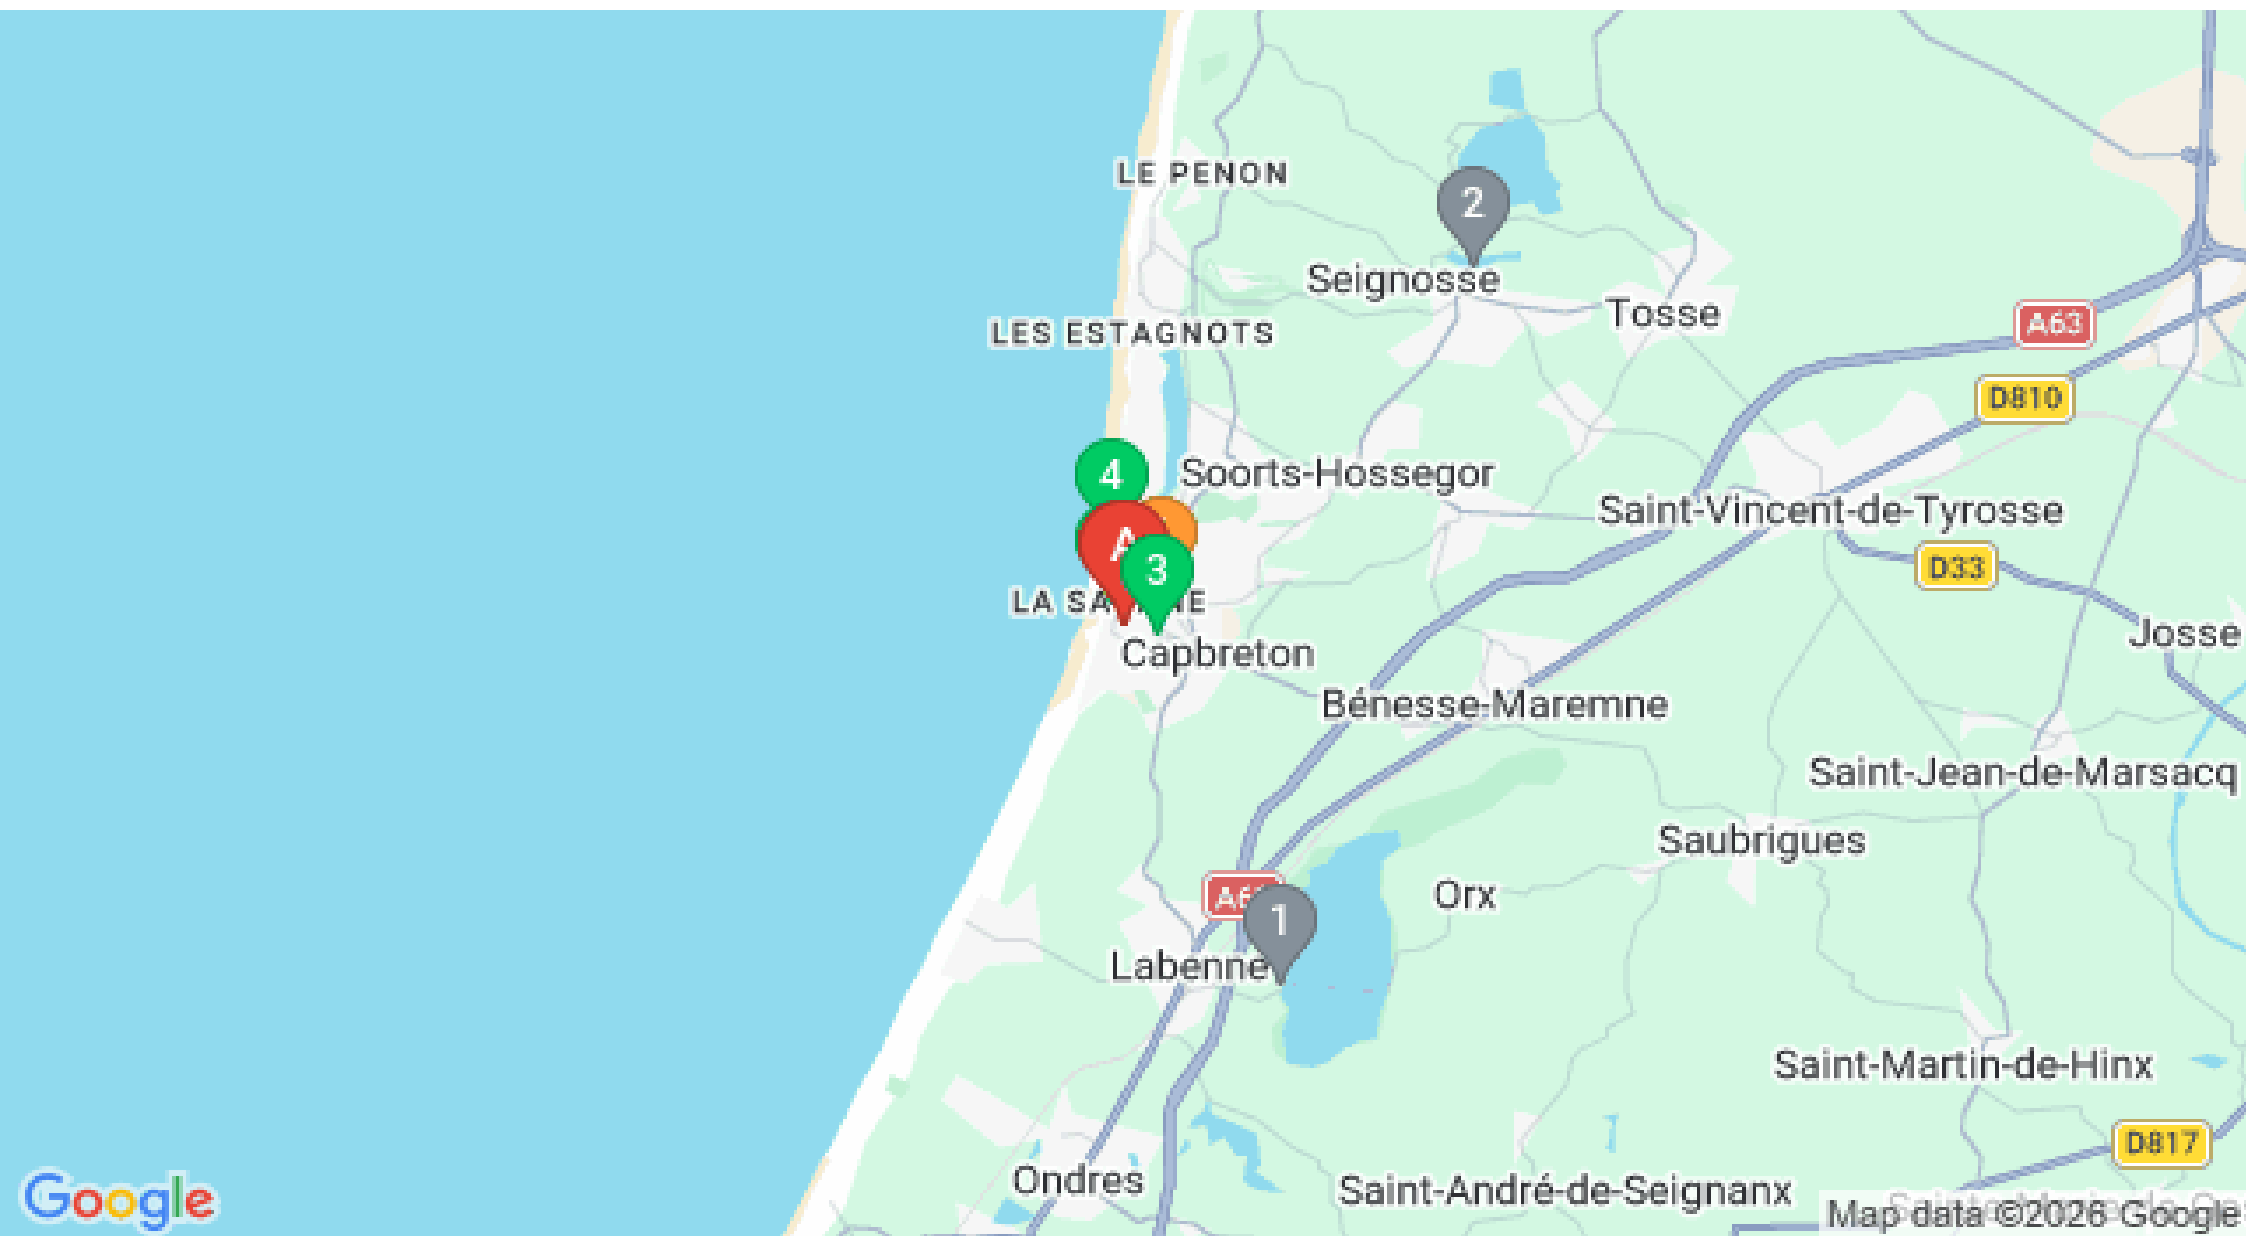 LE PENON
2
Seignosse
Tosse
A63
LES ESTAGNOTS
D810
4
Soorts-Hossegor
Saint-Vincent-de-Tyrosse
A
3
D33
LA
Capbreton
Josse
Bénesse-Maremne
Saint-Jean-de-Marsacq
Saubrigues
Orx
1
Labenne
Saint-Martin-de-Hinx
D817
Ondres
Saint-André-de-Seignanx
Google
Map data ©2026 Google